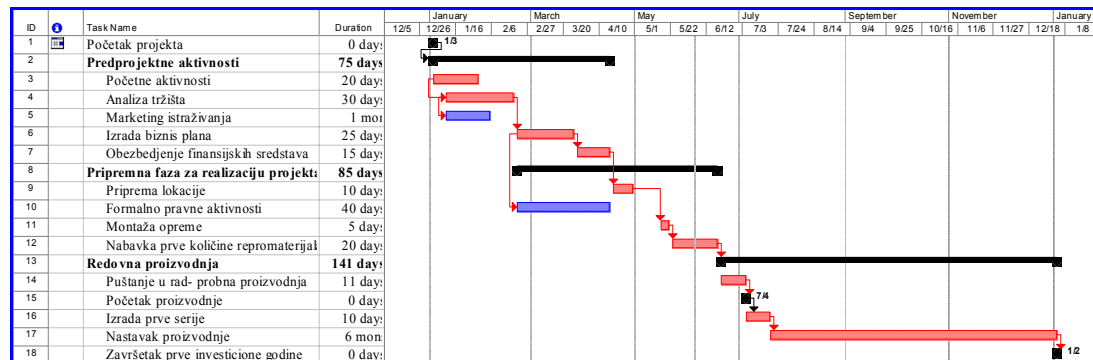 January March May July September November January
ID Task Name Duration 12/5 12/26 1/16 2/6 2/27 3/20 4/10 5/1 5/22 6/12 7/3 7/24 8/14 9/4 9/25 10/16 11/6 11/27 12/18 1/8
1 Početak projekta 0 days 1/3
2 Predprojektne aktivnosti 75 days
3 Početne aktivnosti 20 days
4 Analiza tržišta 30 days
5 Marketing istraživanja 1 mon
6 Izrada biznis plana 25 days
7 Obezbedjenje finansijskih sredstava 15 days
8 Pripremna faza za realizaciju projekta 85 days
9 Priprema lokacije 10 days
10 Formalno pravne aktivnosti 40 days
11 Montaža opreme 5 days
12 Nabavka prve količine repromaterijal 20 days
13 Redovna proizvodnja 141 days
14 Puštanje u rad- probna proizvodnja 11 days
15 Početak proizvodnje 0 days 7/4
16 Izrada prve serije 10 days
17 Nastavak proizvodnje 6 mon
18 Završetak prve investicione godine 0 days 1/2